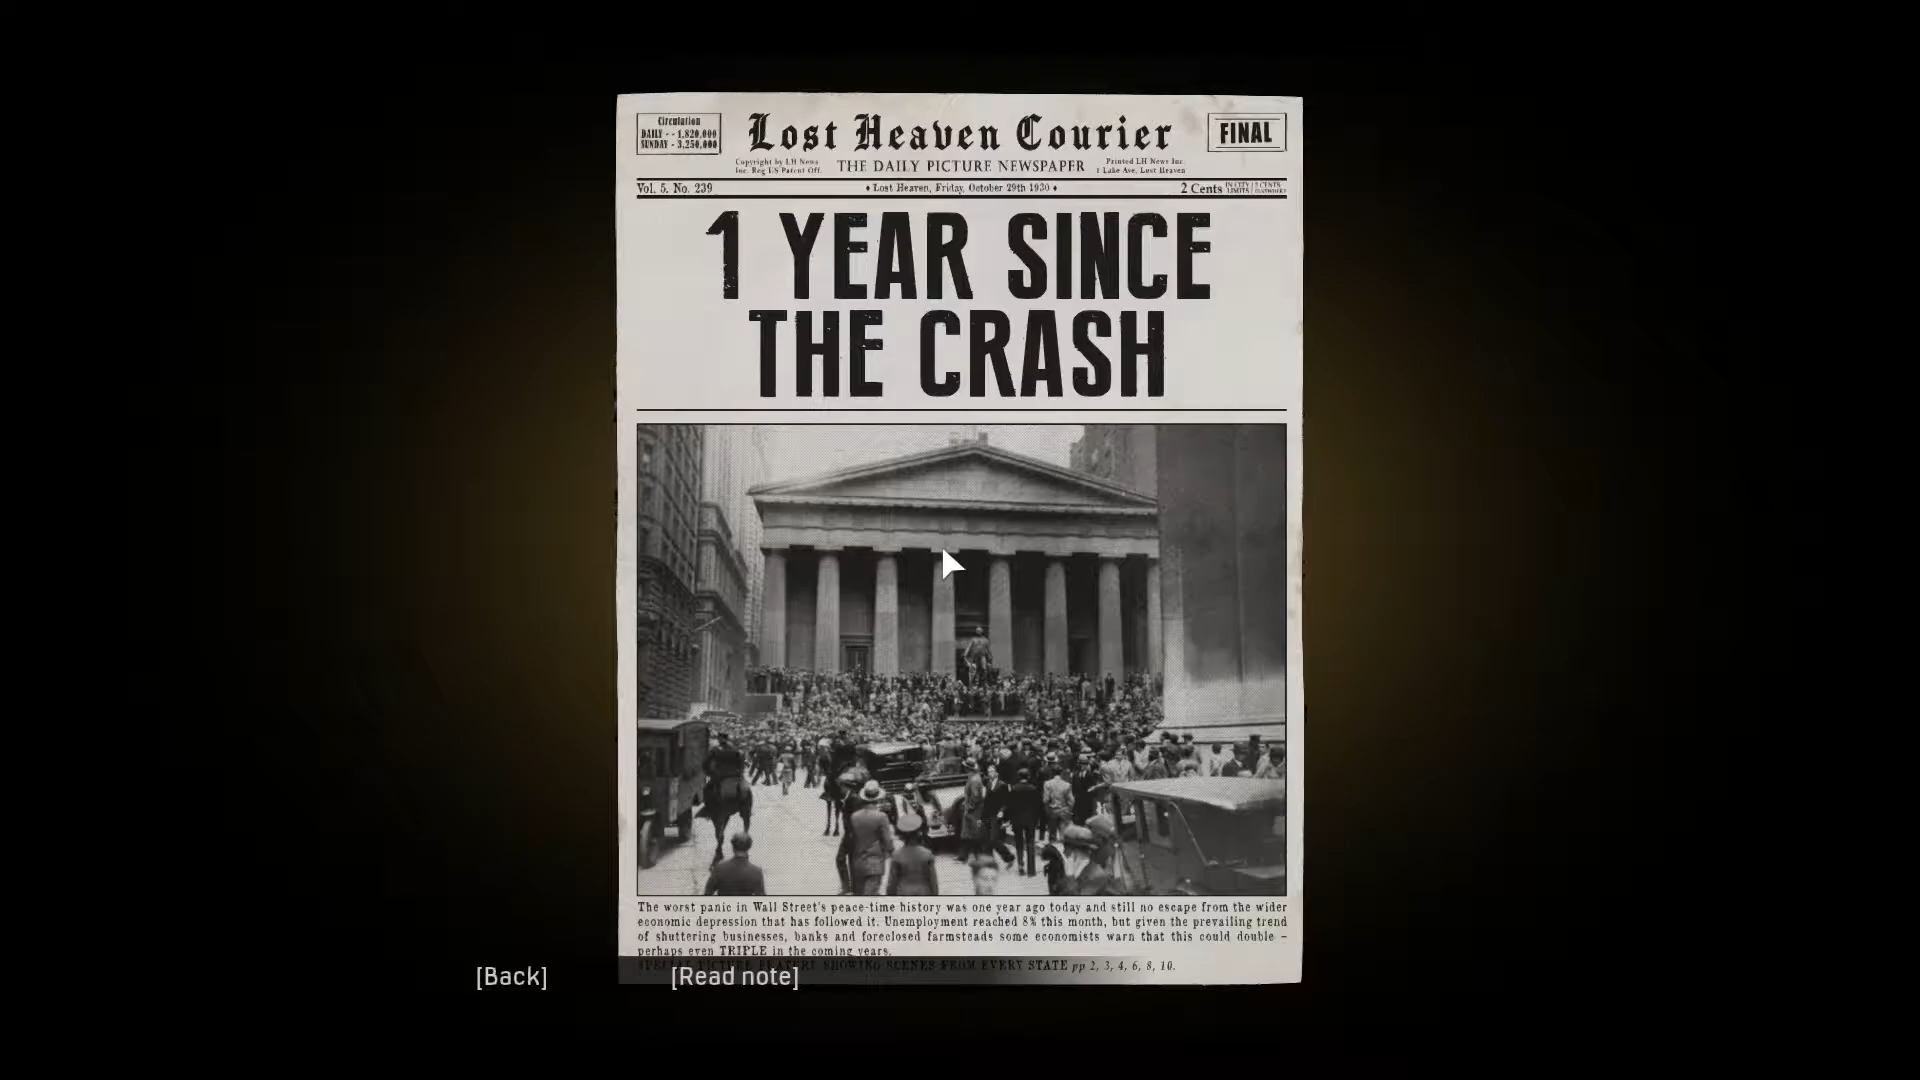 Circulation
DAILY - - 1,820,000
SUNDAY - 3,250,000
Lost Heaven Courier
FINAL
Copyright by LH News
Inc. Reg US Patent Off.
THE DAILY PICTURE NEWSPAPER
Printed LH News Inc.
1 Lake Ave, Lost Heaven
Vol. 5, No. 239
♦ Lost Heaven, Friday, October 29th 1930 ♦
2 Cents IN CITY LIMITS
1 YEAR SINCE
THE CRASH
The worst panic in Wall Street's peace-time history was one year ago today and still no escape from the wider
economic depression that has followed it. Unemployment reached 8% this month, but given the prevailing trend
of shuttering businesses, banks and foreclosed farmsteads some economists warn that this could double –
perhaps even TRIPLE in the coming years.
SPECIAL PICTURE FEATURE SHOWING SCENES FROM EVERY STATE pp 2, 3, 4, 6, 8, 10.
[Back]
[Read note]